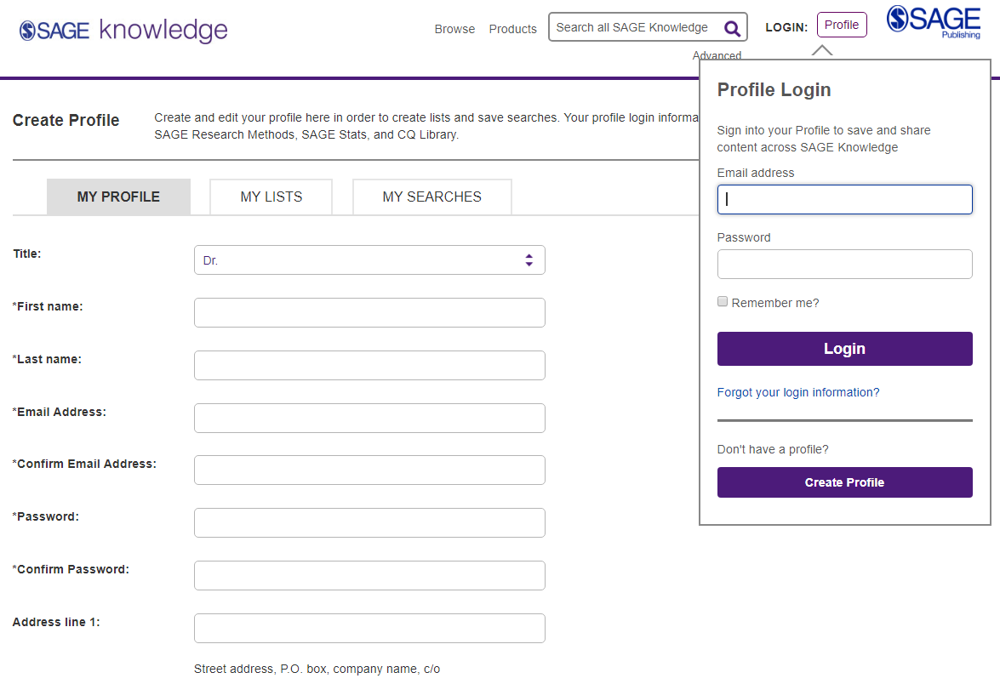 SAGE knowledge
Browse Products Search all SAGE Knowledge LOGIN: Profile
SAGE
Publishing
Advanced
Create Profile
Create and edit your profile here in order to create lists and save searches. Your profile login
SAGE Research Methods, SAGE Stats, and CQ Library.
MY PROFILE MY LISTS MY SEARCHES
Title:
Dr.
*First name:
*Last name:
*Email Address:
*Confirm Email Address:
*Password:
*Confirm Password:
Address line 1:
Street address, P.O. box, company name, c/o
Profile Login
Sign into your Profile to save and share
content across SAGE Knowledge
Email address
Password
Remember me?
Login
Forgot your login information?
Don't have a profile?
Create Profile